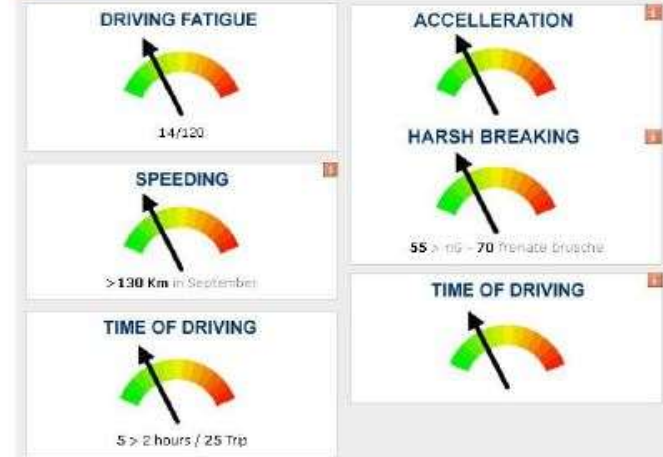 DRIVING FATIGUE
14/120
SPEEDING
>130 Km in September
TIME OF DRIVING
5 > 2 hours / 25 Trip
ACCELLERATION
HARSH BREAKING
55 > n6 - 70 frenate brusche
TIME OF DRIVING